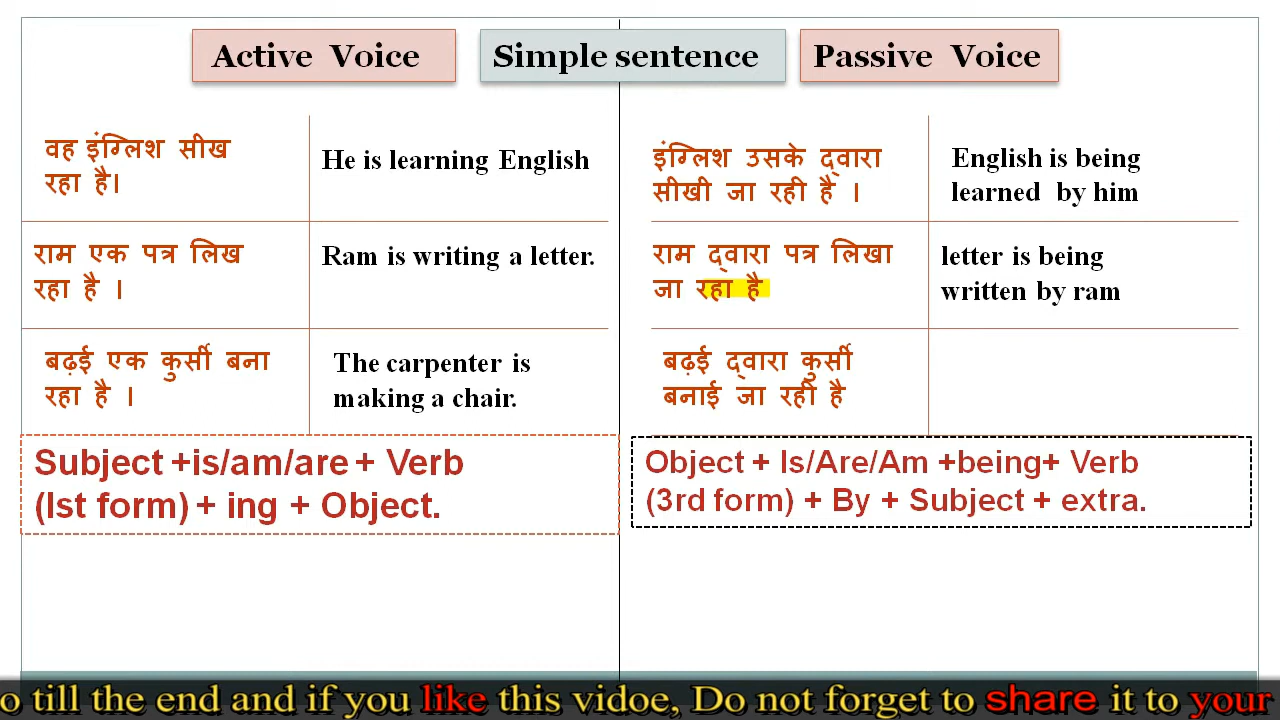 Active Voice
Simple sentence
Passive Voice
वह इंग्लिश सीख
रहा है।
He is learning English
इंग्लिश उसके द्वारा
सीखी जा रही है ।
English is being
learned by him
राम एक पत्र लिख
रहा है ।
Ram is writing a letter.
राम द्वारा पत्र लिखा
जा रहा है
letter is being
written by ram
बढ़ई एक कुर्सी बना
रहा है ।
The carpenter is
making a chair.
बढ़ई द्वारा कुर्सी
बनाई जा रही है
Subject +is/am/are + Verb
(Ist form) + ing + Object.
Object + Is/Are/Am +being+ Verb
(3rd form) + By + Subject + extra.
o till the end and if you like this vidoe, Do not forget to share it to your